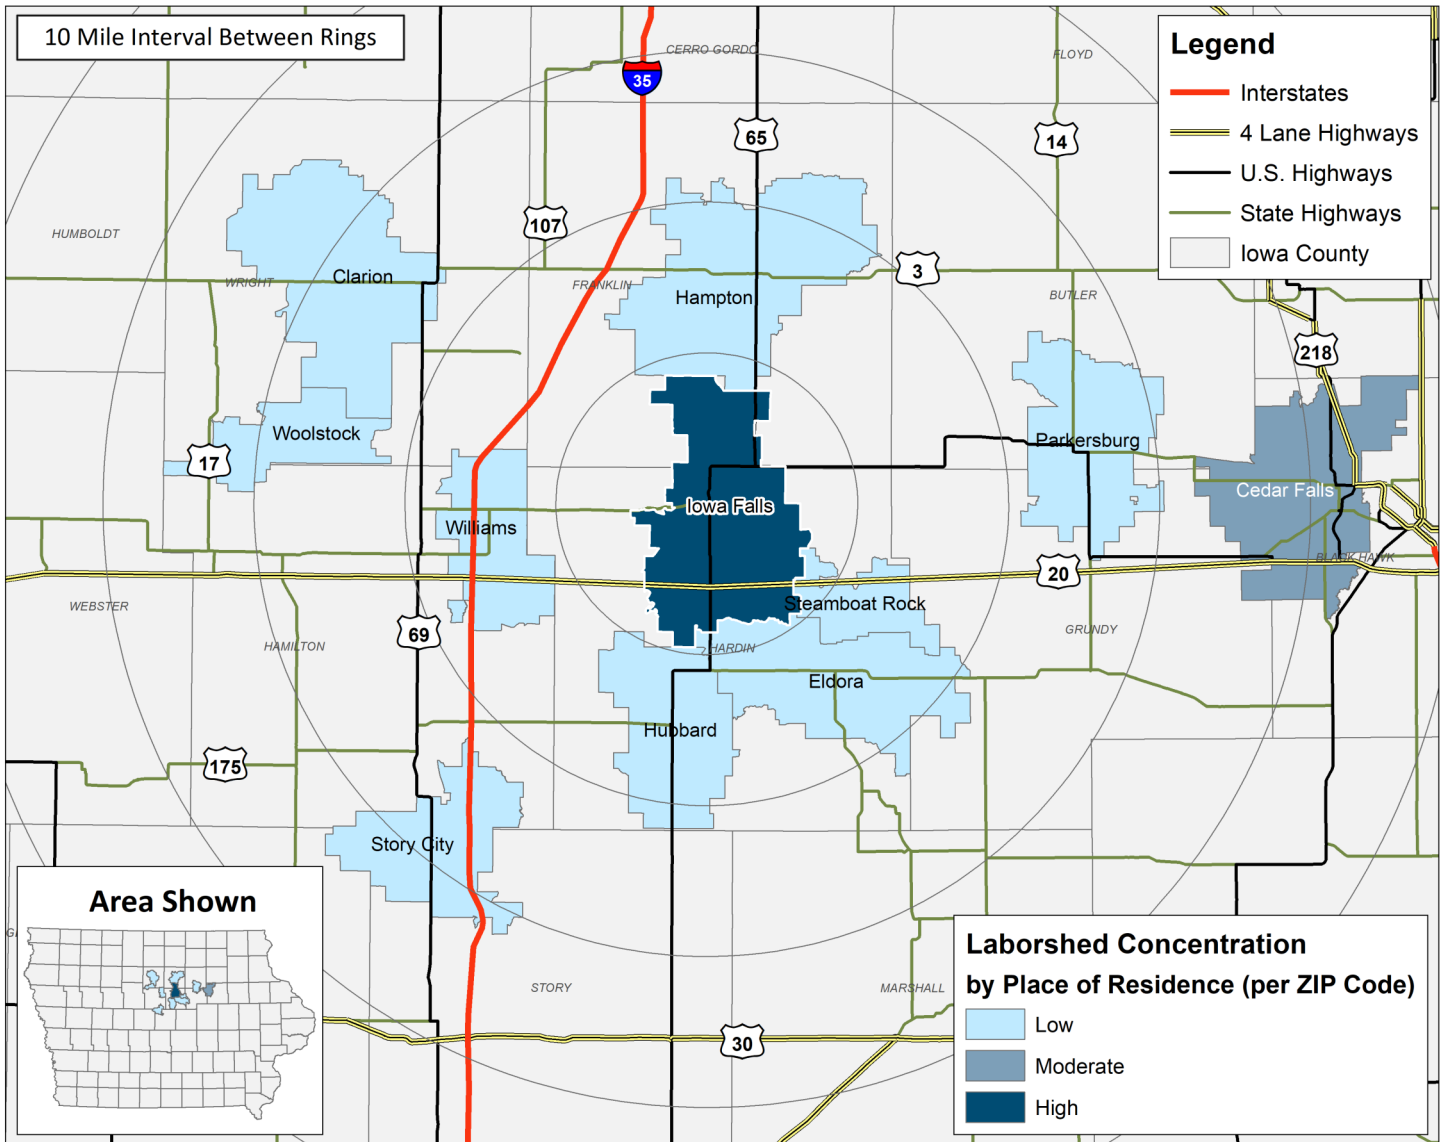 10 Mile Interval Between Rings
CERRO GORDO
FLOYD
35
65
14
Legend
Interstates
4 Lane Highways
U.S. Highways
State Highways
Iowa County
HUMBOLDT
107
WRIGHT
Clarion
FRANKLIN
Hampton
3
BUTLER
218
Woolstock
17
Parkersburg
Cedar Falls
Williams
Iowa Falls
BLACK HAWK
20
WEBSTER
Steamboat Rock
69
HAMILTON
HARDIN
GRUNDY
Eldora
Hubbard
175
Story City
Area Shown
STORY
MARSHALL
30
Laborshed Concentration
by Place of Residence (per ZIP Code)
Low
Moderate
High